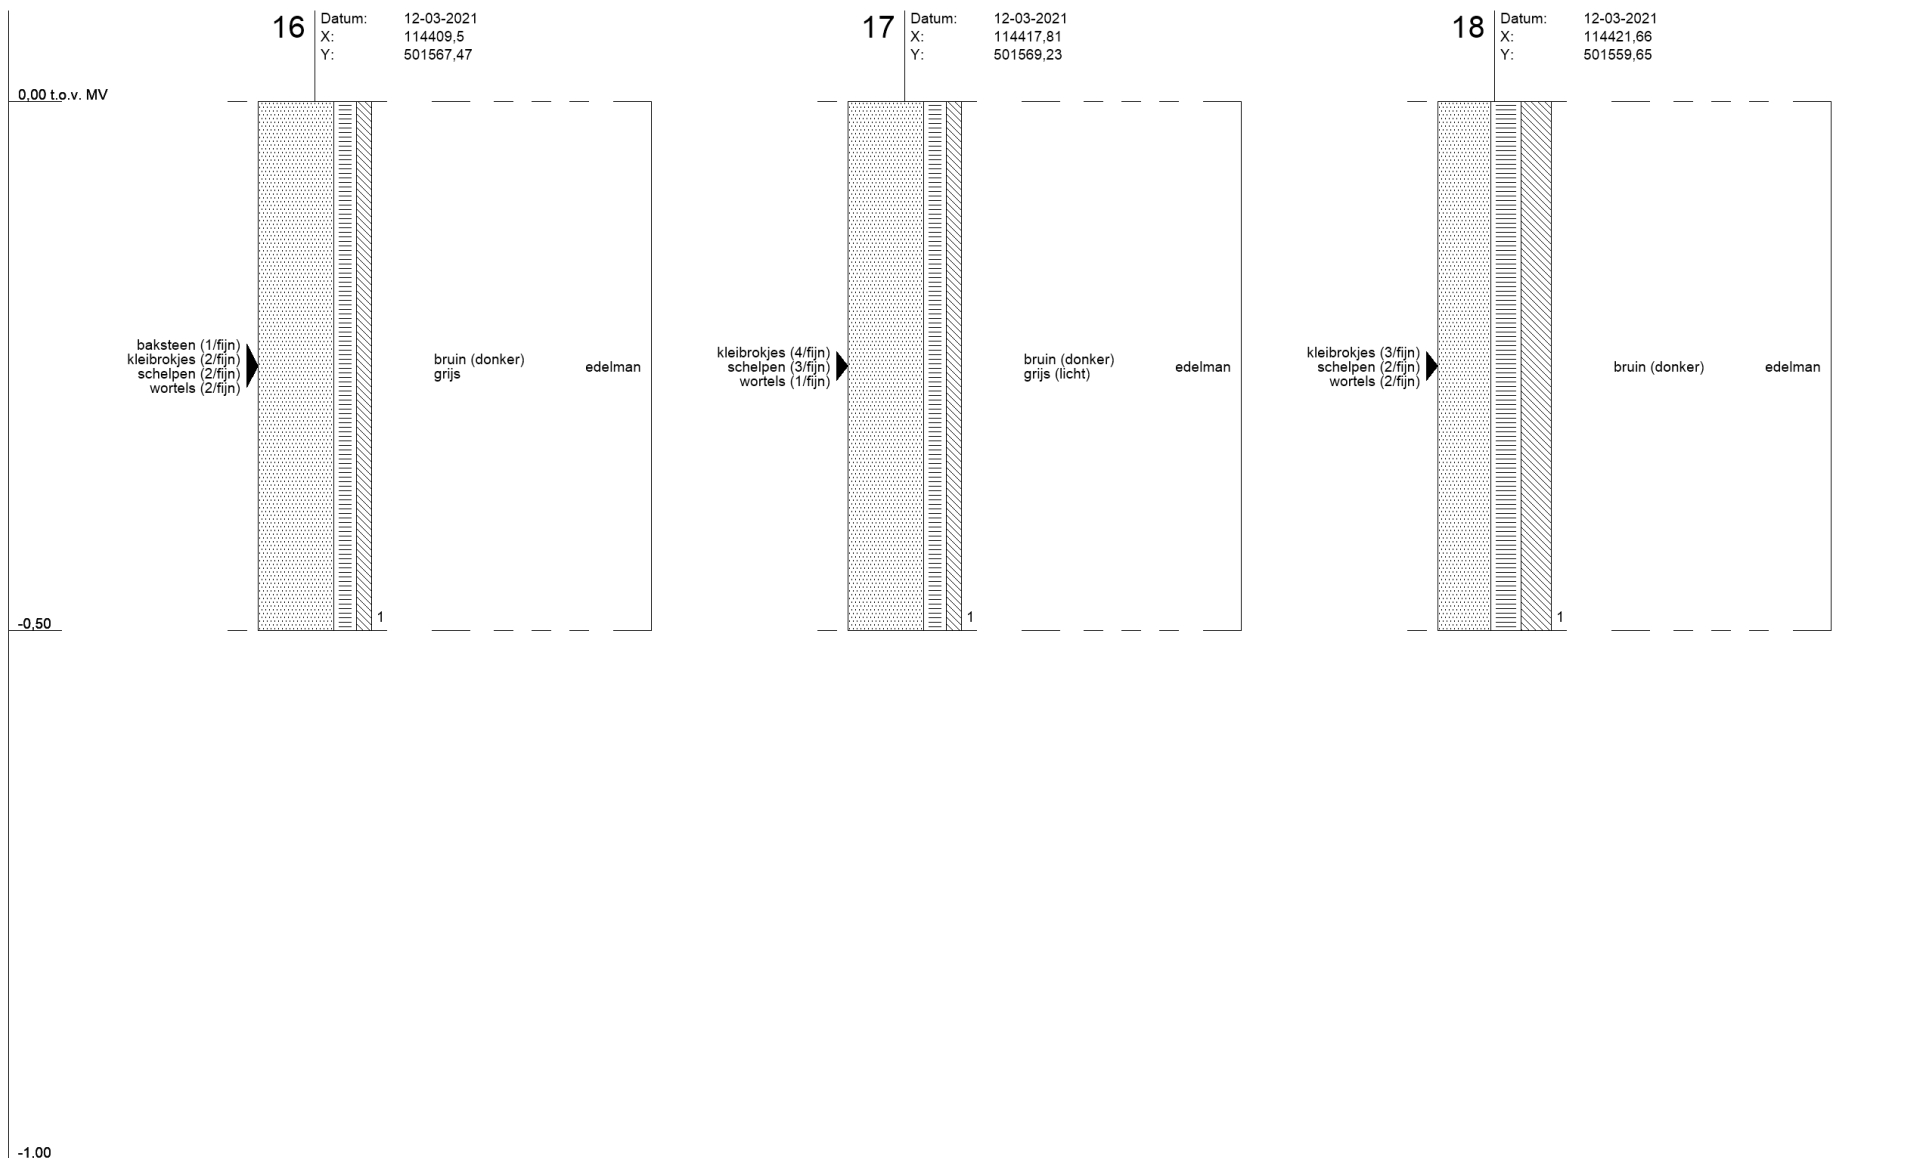 16
Datum: 12-03-2021
X: 114409,5
Y: 501567,47
17
Datum: 12-03-2021
X: 114417,81
Y: 501569,23
18
Datum: 12-03-2021
X: 114421,66
Y: 501559,65
0,00 t.o.v. MV
baksteen (1/fijn)
kleibrokjes (2/fijn)
schelpen (2/fijn)
wortels (2/fijn)
bruin (donker)
grijs
edelman
1
kleibrokjes (4/fijn)
schelpen (3/fijn)
wortels (1/fijn)
bruin (donker)
grijs (licht)
edelman
1
kleibrokjes (3/fijn)
schelpen (2/fijn)
wortels (2/fijn)
bruin (donker)
edelman
1
-0,50
-1,00